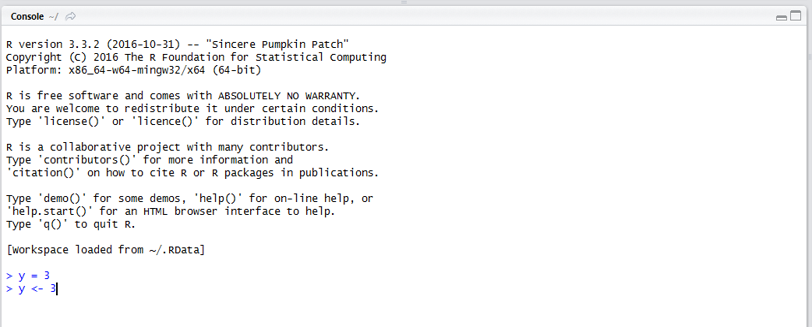 Console ~/
R version 3.3.2 (2016-10-31) -- "Sincere Pumpkin Patch"
Copyright (C) 2016 The R Foundation for Statistical Computing
Platform: x86_64-w64-mingw32/x64 (64-bit)
R is free software and comes with ABSOLUTELY NO WARRANTY.
You are welcome to redistribute it under certain conditions.
Type 'license()' or 'licence()' for distribution details.
R is a collaborative project with many contributors.
Type 'contributors()' for more information and
'citation()' on how to cite R or R packages in publications.
Type 'demo()' for some demos, 'help()' for on-line help, or
'help.start()' for an HTML browser interface to help.
Type 'q()' to quit R.
[Workspace loaded from ~/.RData]
> y = 3
> y <- 3